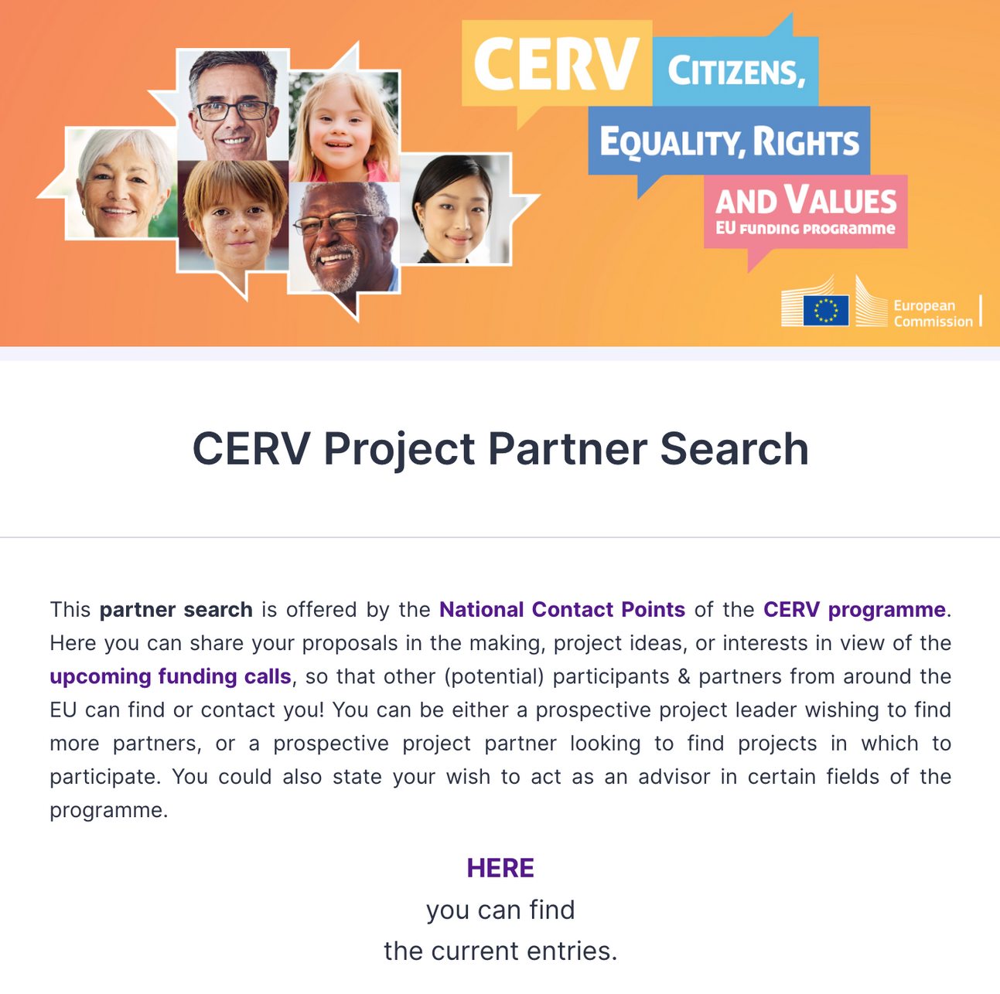 CERV
CITIZENS,
EQUALITY, RIGHTS
AND VALUES
EU FUNDING PROGRAMME
European
Commission
CERV Project Partner Search
This partner search is offered by the National Contact Points of the CERV programme.
Here you can share your proposals in the making, project ideas, or interests in view of the
upcoming funding calls, so that other (potential) participants & partners from around the
EU can find or contact you! You can be either a prospective project leader wishing to find
more partners, or a prospective project partner looking to find projects in which to
participate. You could also state your wish to act as an advisor in certain fields of the
programme.
HERE
you can find
the current entries.